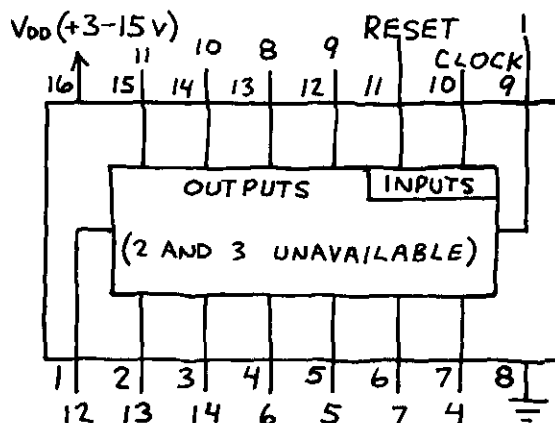 VDD (+3-15 V) 11 10 8 9 RESET 1
CLOCK
16 15 14 13 12 11 10 9
OUTPUTS INPUTS
(2 AND 3 UNAVAILABLE)
1 2 3 4 5 6 7 8
12 13 14 6 5 7 4